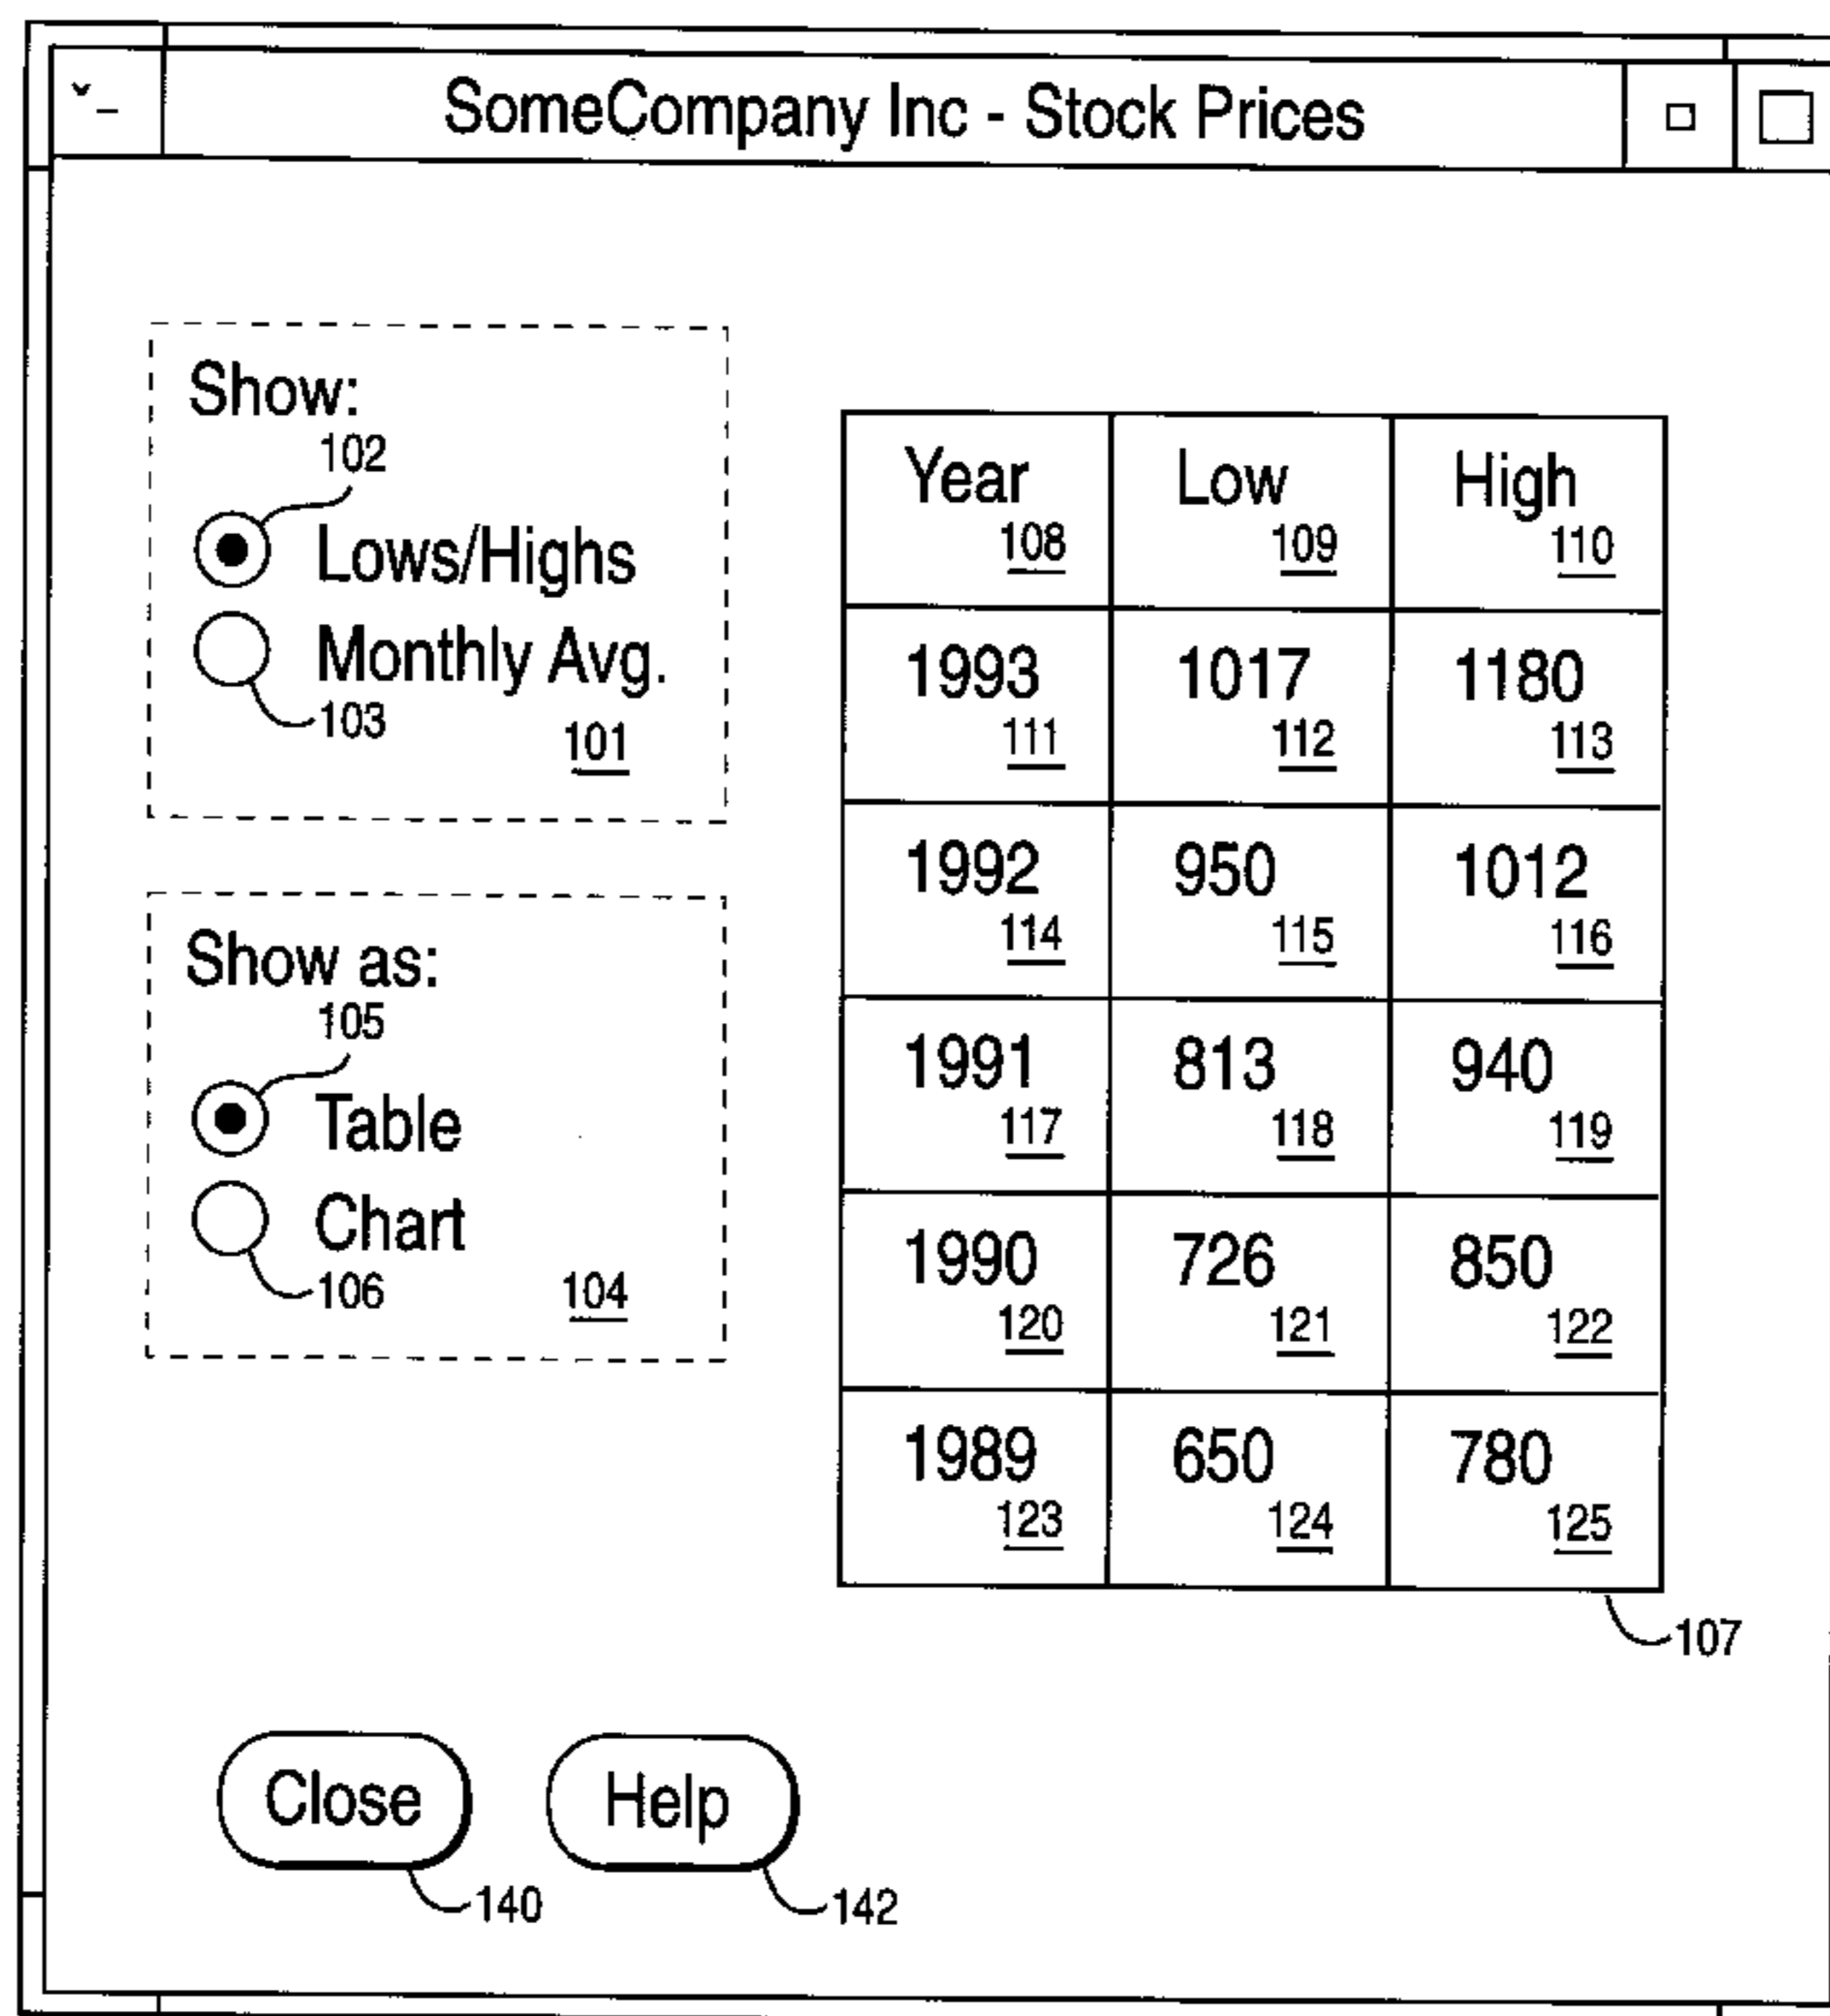 SomeCompany Inc - Stock Prices
Show:
102
Lows/Highs
Monthly Avg.
103
101
Show as:
105
Table
Chart
106
104
Year Low High
108 109 110
1993 1017 1180
111 112 113
1992 950 1012
114 115 116
1991 813 940
117 118 119
1990 726 850
120 121 122
1989 650 780
123 124 125
107
Close Help
140 142